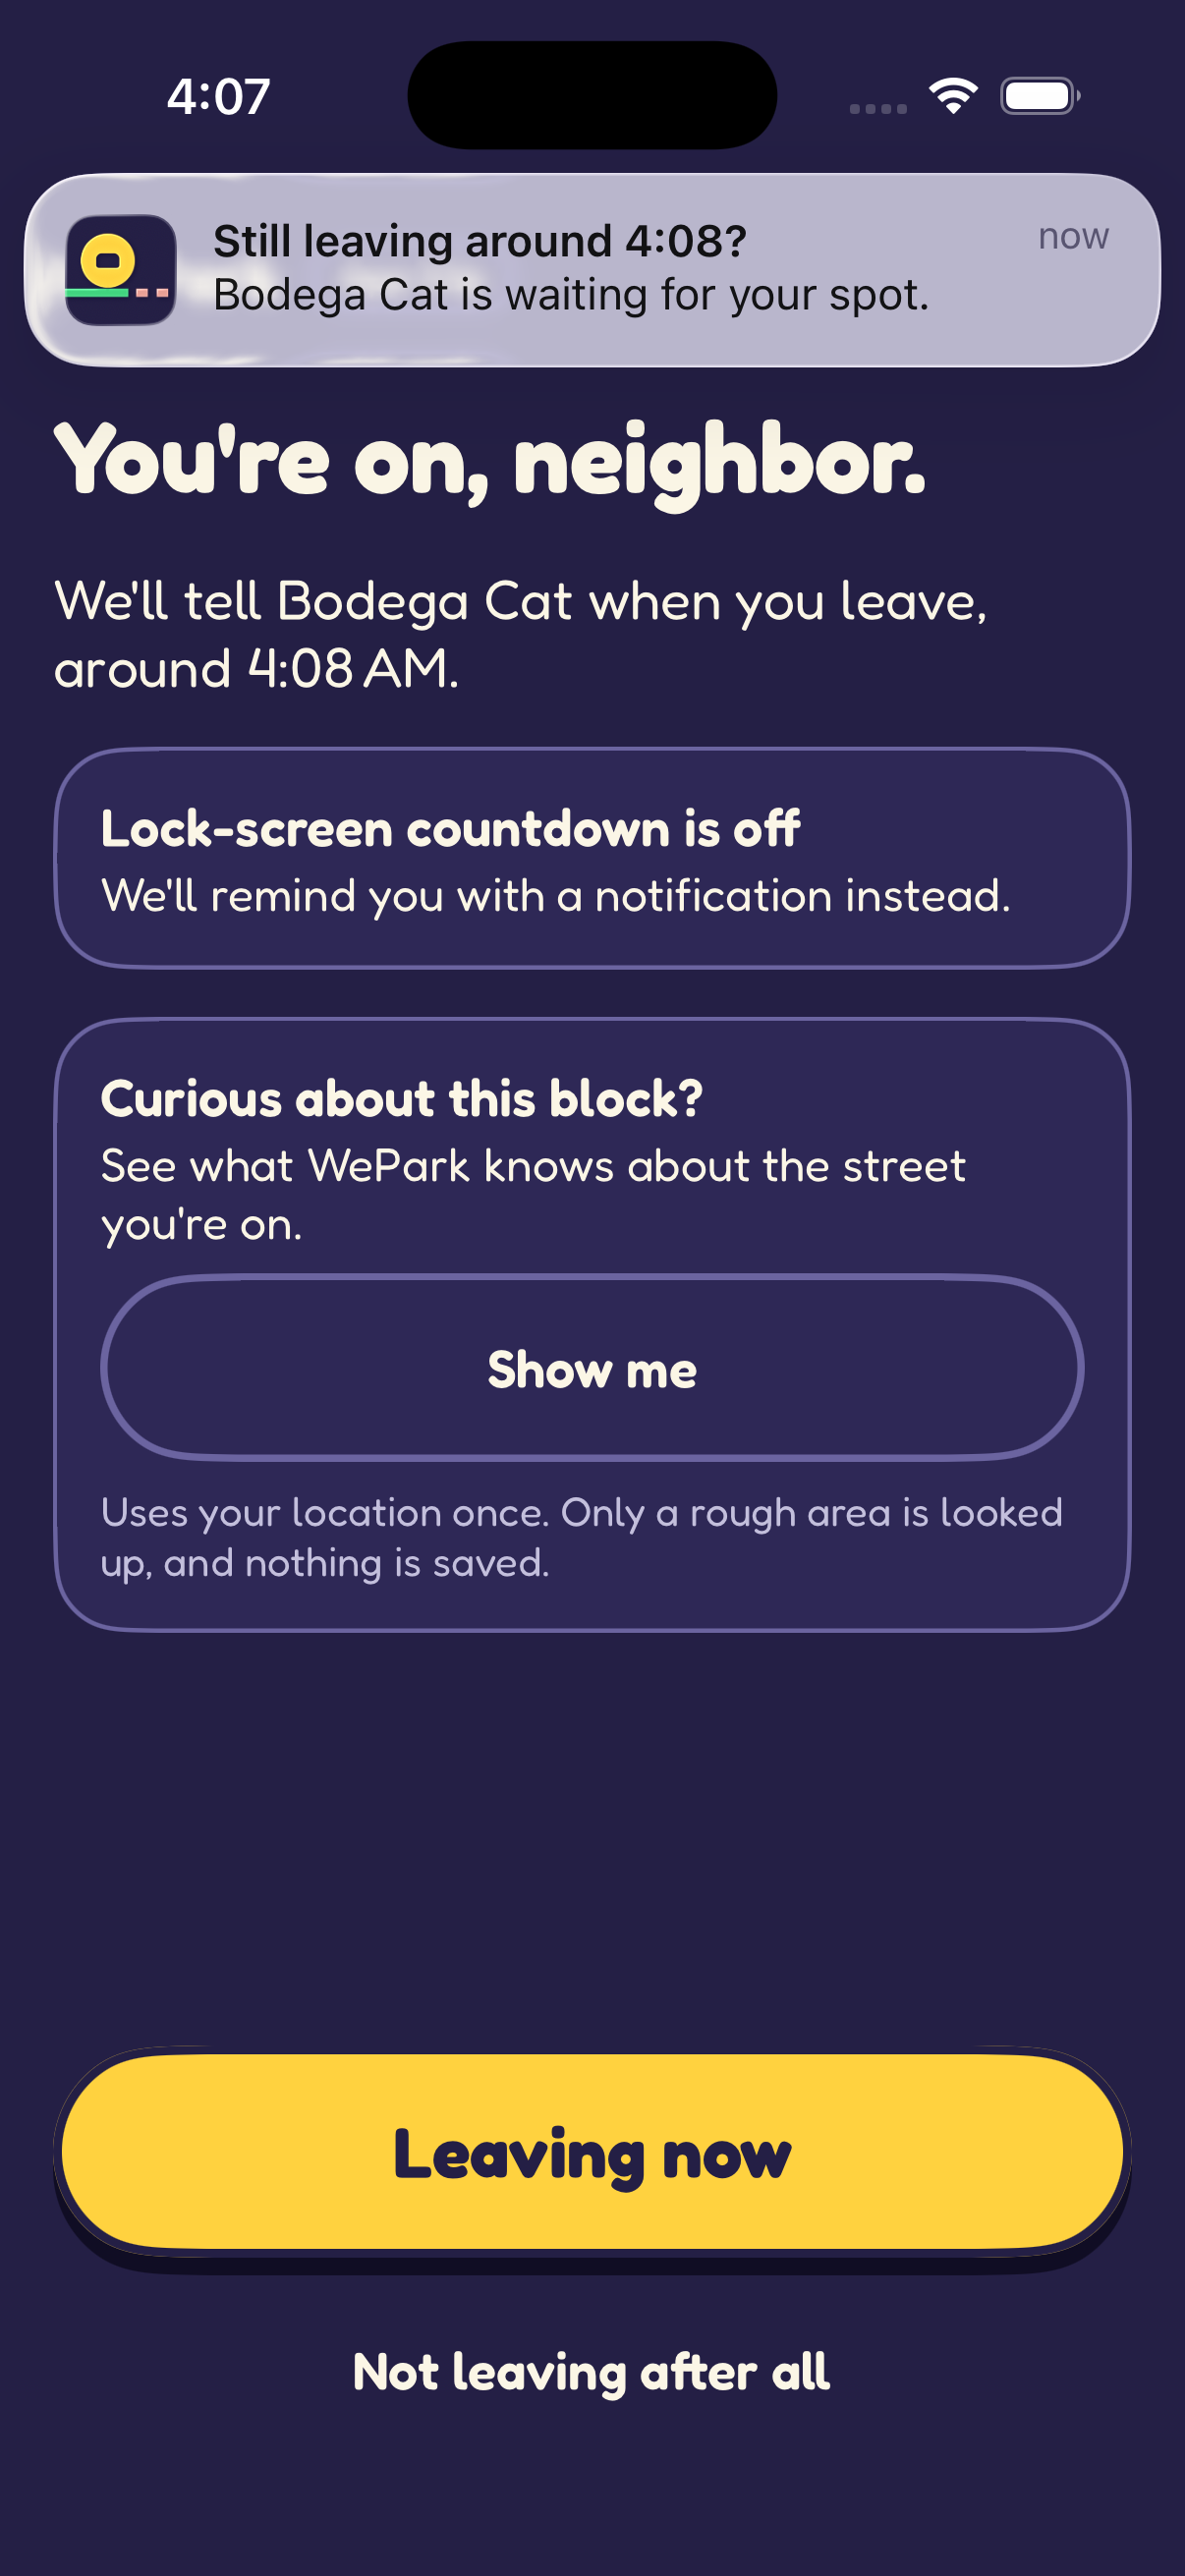 4:07
Still leaving around 4:08?
now
Bodega Cat is waiting for your spot.
You're on, neighbor.
We'll tell Bodega Cat when you leave,
around 4:08 AM.
Lock-screen countdown is off
We'll remind you with a notification instead.
Curious about this block?
See what WePark knows about the street
you're on.
Show me
Uses your location once. Only a rough area is looked
up, and nothing is saved.
Leaving now
Not leaving after all